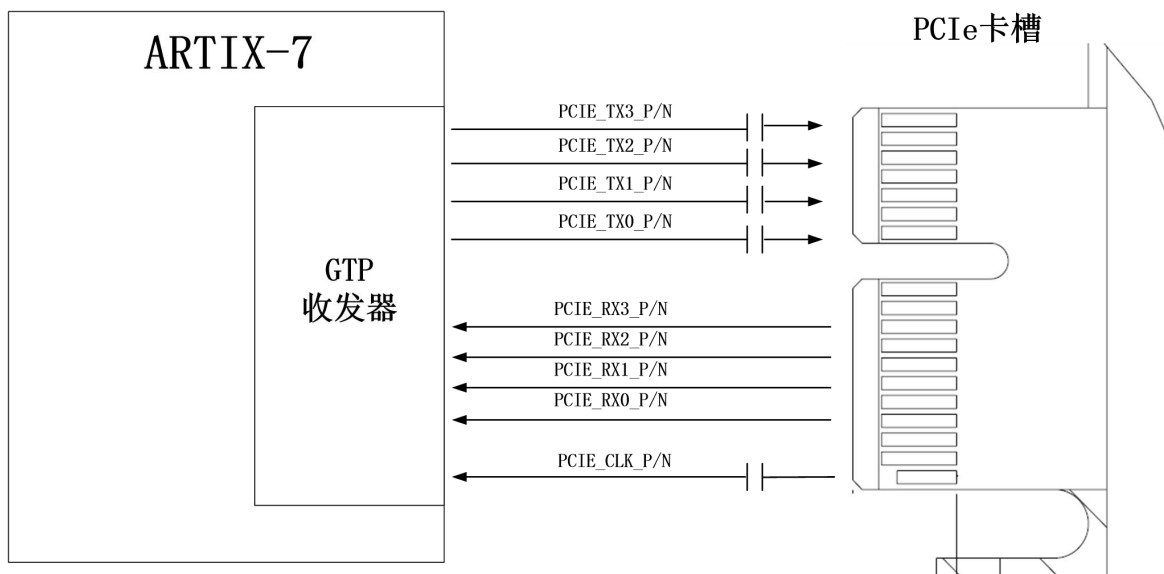 ARTIX-7
PCIe卡槽
PCIE_TX3_P/N
PCIE_TX2_P/N
PCIE_TX1_P/N
PCIE_TX0_P/N
GTP
收发器
PCIE_RX3_P/N
PCIE_RX2_P/N
PCIE_RX1_P/N
PCIE_RX0_P/N
PCIE_CLK_P/N